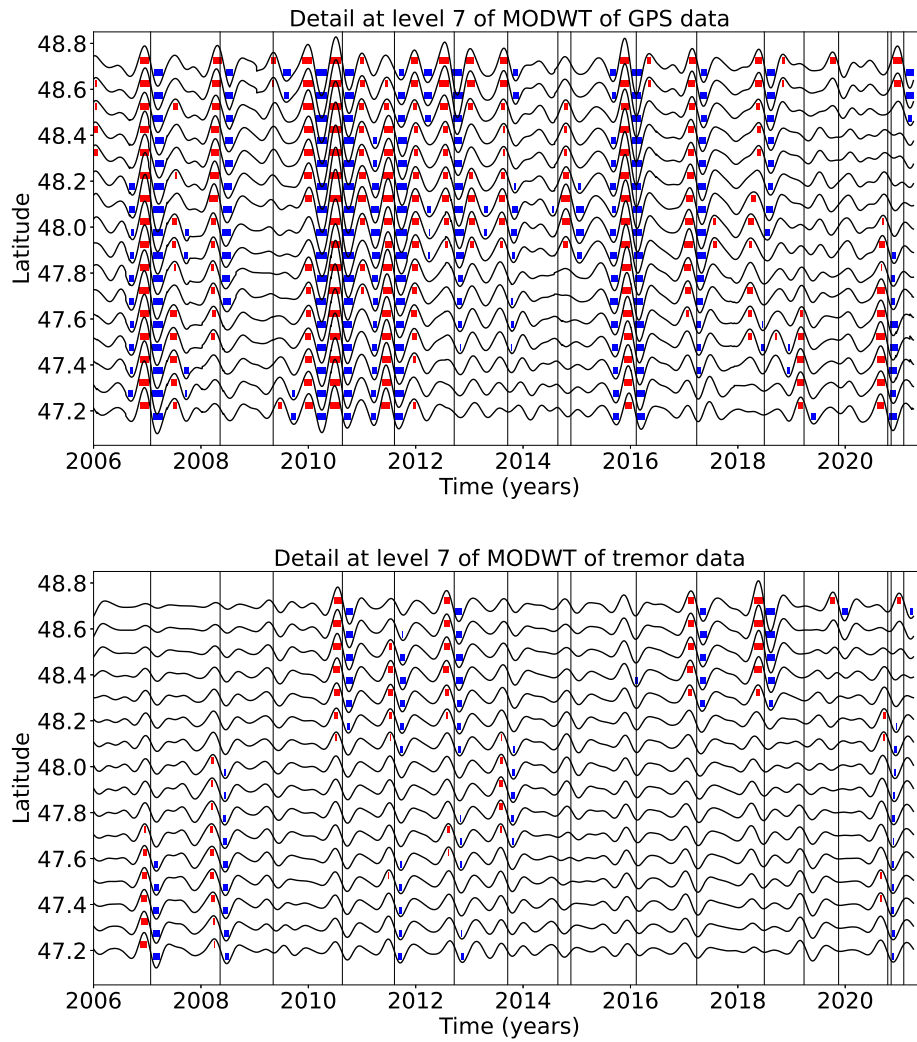 Detail at level 7 of MODWT of GPS data
48.8
48.6
48.4
48.2
48.0
47.8
47.6
47.4
47.2
Latitude
2006 2008 2010 2012 2014 2016 2018 2020
Time (years)
Detail at level 7 of MODWT of tremor data
48.8
48.6
48.4
48.2
48.0
47.8
47.6
47.4
47.2
Latitude
2006 2008 2010 2012 2014 2016 2018 2020
Time (years)